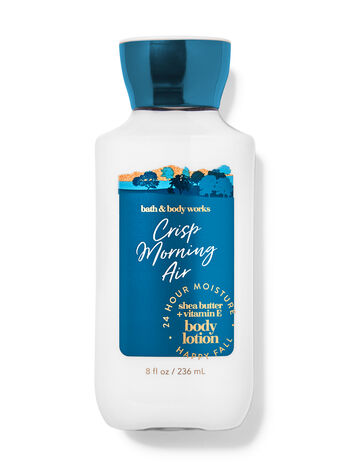 bath & body works
Crisp
Morning
Air
24 HOUR MOISTURE
shea butter
+ vitamin E
body
lotion
HAPPY FALL
8 fl oz / 236 mL